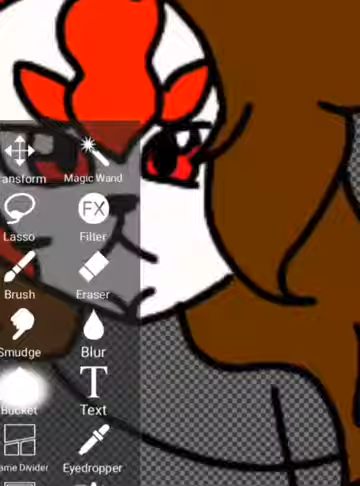 ansform Magic Wand
Lasso Filter
FX
Brush Eraser
Smudge Blur
Bucket Text
ame Divider Eyedropper